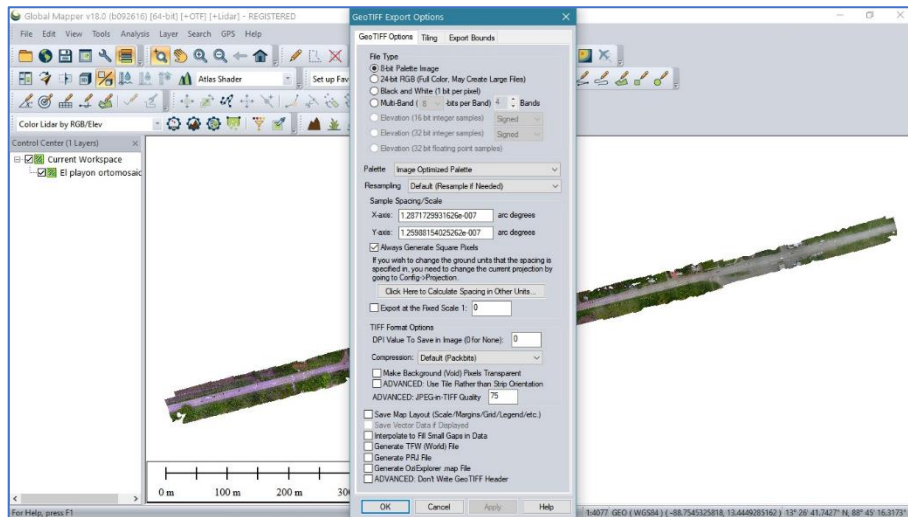 Global Mapper v18.0 (b092616) [64-bit] [+OTF] [+Lidar] - REGISTERED
File Edit View Tools Analysis Layer Search GPS Help
Atlas Shader
Set up Fav
Color Lidar by RGB/Elev
Control Center (1 Layers)
Current Workspace
El playon ortomosaic
GeoTIFF Export Options
GeoTIFF Options Tiling Export Bounds
File Type
8-bit Palette Image
24-bit RGB (Full Color, May Create Large Files)
Black and White (1 bit per pixel)
Multi-Band ( 8 -bits per Band) 4 Bands
Elevation (16 bit integer samples) Signed
Elevation (32 bit integer samples) Signed
Elevation (32 bit floating point samples)
Palette Image Optimized Palette
Resampling Default (Resample if Needed)
Sample Spacing/Scale
X-axis: 1.2871729931626e-007 arc degrees
Y-axis: 1.25988154025262e-007 arc degrees
Always Generate Square Pixels
If you wish to change the ground units that the spacing is
specified in, you need to change the current projection by
going to Config->Projection.
Click Here to Calculate Spacing in Other Units...
Export at the Fixed Scale 1: 0
TIFF Format Options
DPI Value To Save in Image (0 for None): 0
Compression: Default (Packbits)
Make Background (Void) Pixels Transparent
ADVANCED: Use Tile Rather than Strip Orientation
ADVANCED: JPEG-in-TIFF Quality 75
Save Map Layout (Scale/Margins/Grid/Legend/etc.)
Save Vector Data if Displayed
Interpolate to Fill Small Gaps in Data
Generate TFW (World) File
Generate PRJ File
Generate OziExplorer .map File
ADVANCED: Don't Write GeoTIFF Header
OK Cancel Apply Help
0 m 100 m 200 m 30
For Help, press F1
1:4077 GEO (WGS84) ( -88.7545325818, 13.4449285162 ) 13° 26' 41.7427" N, 88° 45' 16.3173"